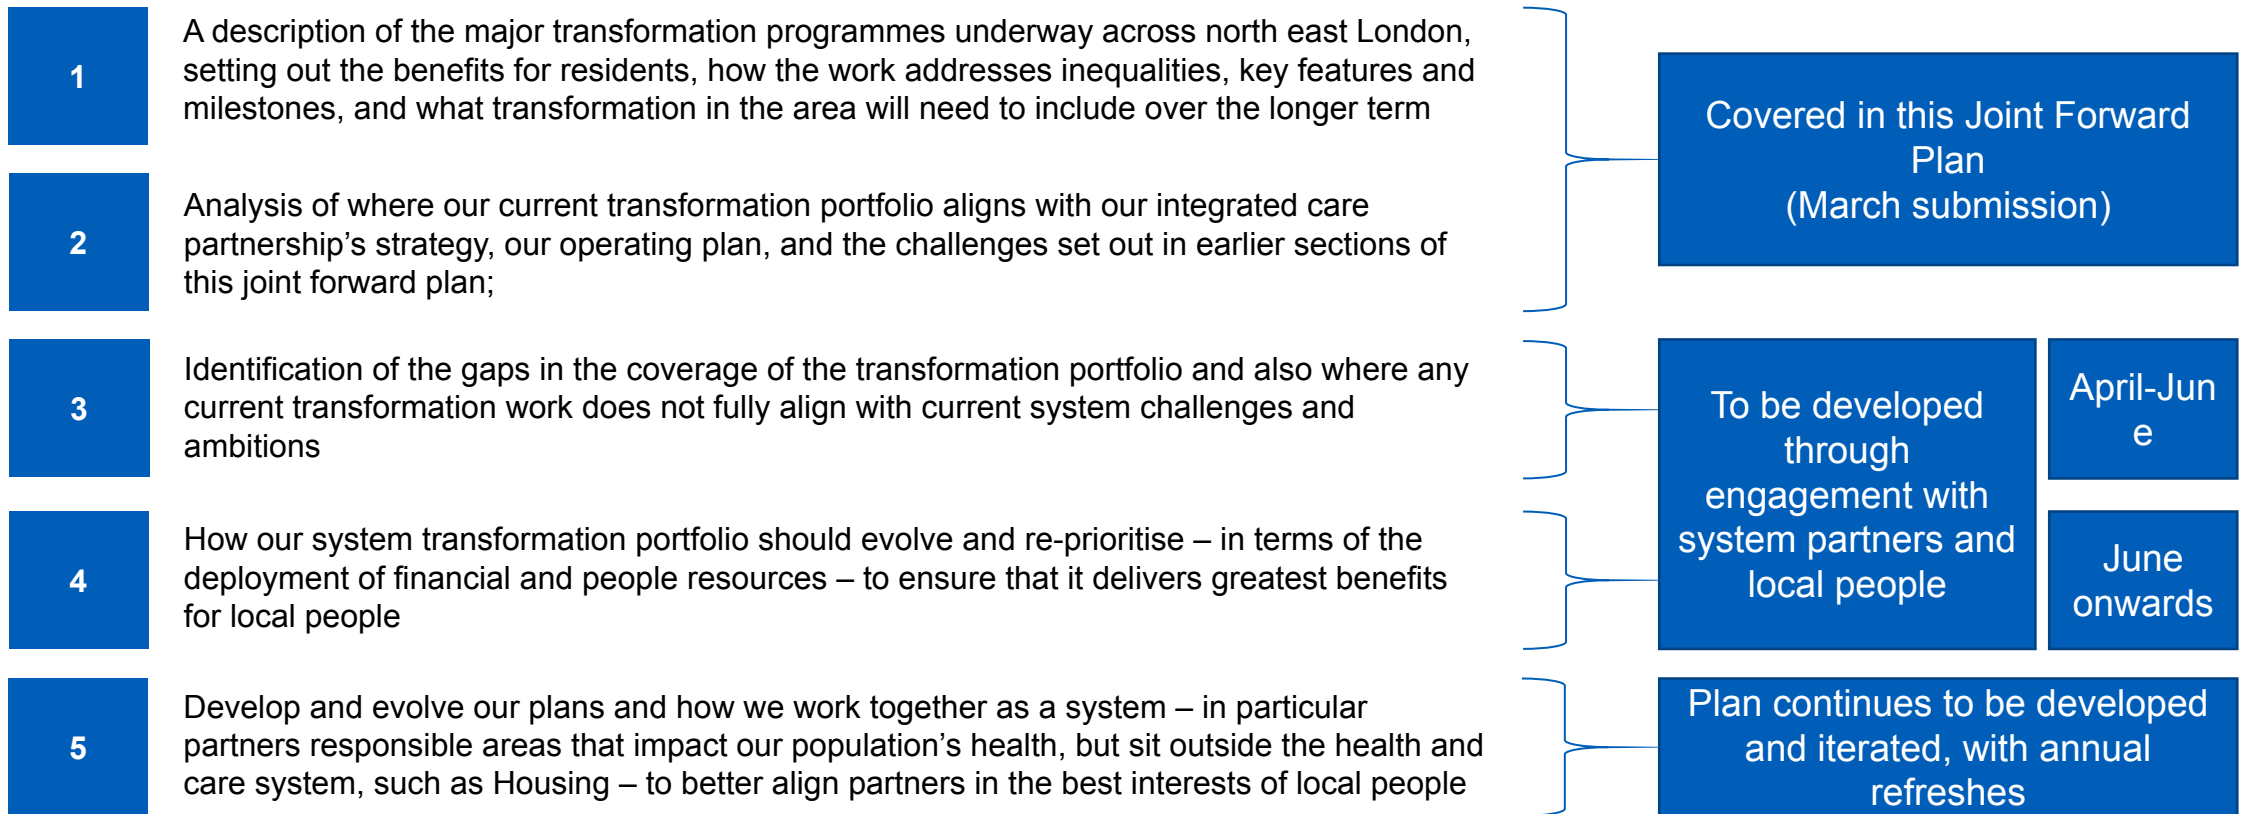 1
A description of the major transformation programmes underway across north east London,
setting out the benefits for residents, how the work addresses inequalities, key features and
milestones, and what transformation in the area will need to include over the longer term
2
Analysis of where our current transformation portfolio aligns with our integrated care
partnership’s strategy, our operating plan, and the challenges set out in earlier sections of
this joint forward plan;
Covered in this Joint Forward
Plan
(March submission)
3
Identification of the gaps in the coverage of the transformation portfolio and also where any
current transformation work does not fully align with current system challenges and
ambitions
4
How our system transformation portfolio should evolve and re-prioritise – in terms of the
deployment of financial and people resources – to ensure that it delivers greatest benefits
for local people
To be developed
through
engagement with
system partners and
local people
April-Jun
e
June
onwards
5
Develop and evolve our plans and how we work together as a system – in particular
partners responsible areas that impact our population’s health, but sit outside the health and
care system, such as Housing – to better align partners in the best interests of local people
Plan continues to be developed
and iterated, with annual
refreshes